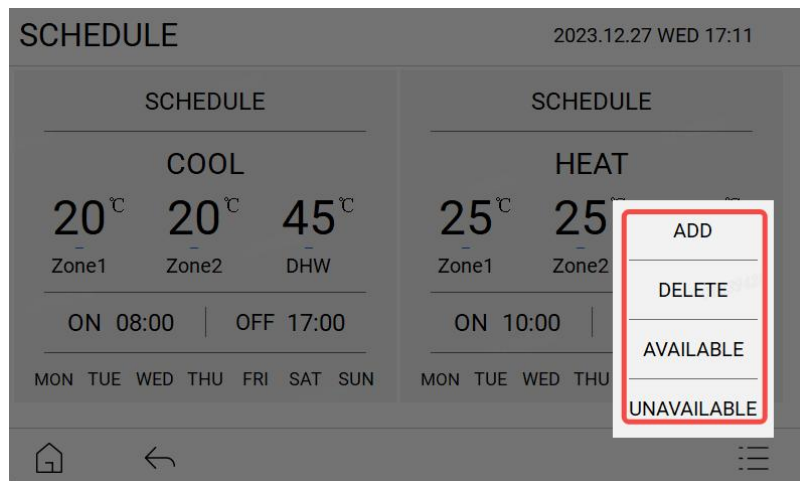 SCHEDULE 2023.12.27 WED 17:11
SCHEDULE
COOL
20°C 20°C 45°C
Zone1 Zone2 DHW
ON 08:00 OFF 17:00
MON TUE WED THU FRI SAT SUN
SCHEDULE
HEAT
25°C 25°
Zone1 Zone2
ON 10:00
MON TUE WED THU
ADD
DELETE
AVAILABLE
UNAVAILABLE